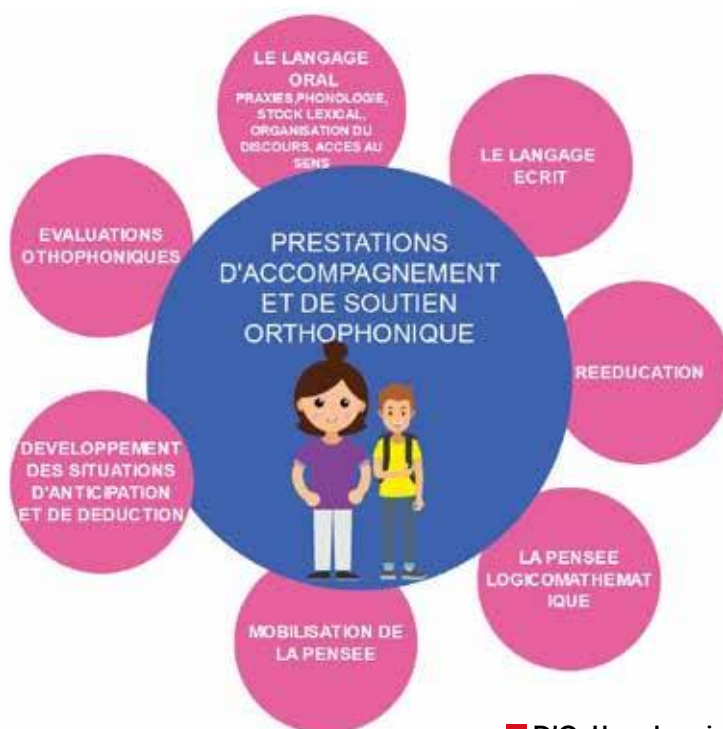 PRESTATIONS
D'ACCOMPAGNEMENT
ET DE SOUTIEN
ORTHOPHONIQUE
LE LANGAGE
ORAL
PRAXIES,PHONOLOGIE,
STOCK LEXICAL,
ORGANISATION DU
DISCOURS, ACCES AU
SENS
LE LANGAGE
ECRIT
REEDUCATION
LA PENSEE
LOGICOMATHEMAT
IQUE
MOBILISATION DE
LA PENSEE
DEVELOPPEMENT
DES SITUATIONS
D'ANTICIPATION
ET DE DEDUCTION
EVALUATIONS
OTHOPHONIQUES